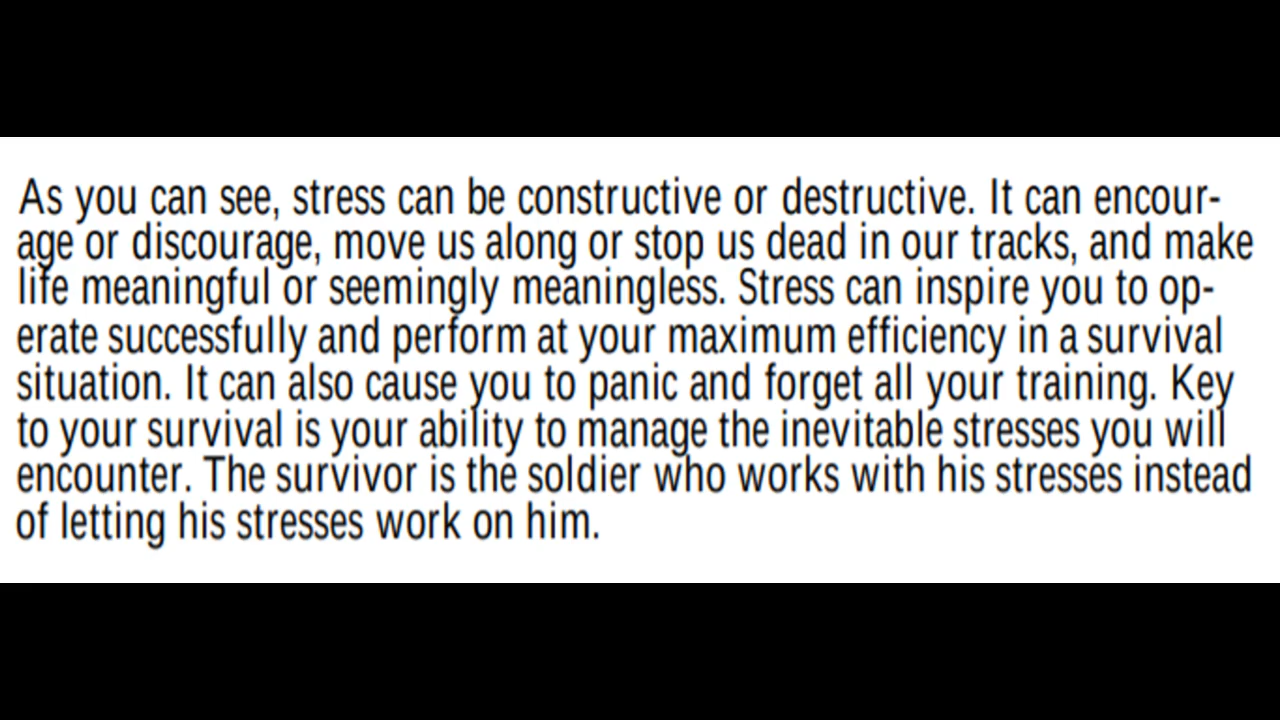 As you can see, stress can be constructive or destructive. It can encour-
age or discourage, move us along or stop us dead in our tracks, and make
life meaningful or seemingly meaningless. Stress can inspire you to op-
erate successfully and perform at your maximum efficiency in a survival
situation. It can also cause you to panic and forget all your training. Key
to your survival is your ability to manage the inevitable stresses you will
encounter. The survivor is the soldier who works with his stresses instead
of letting his stresses work on him.